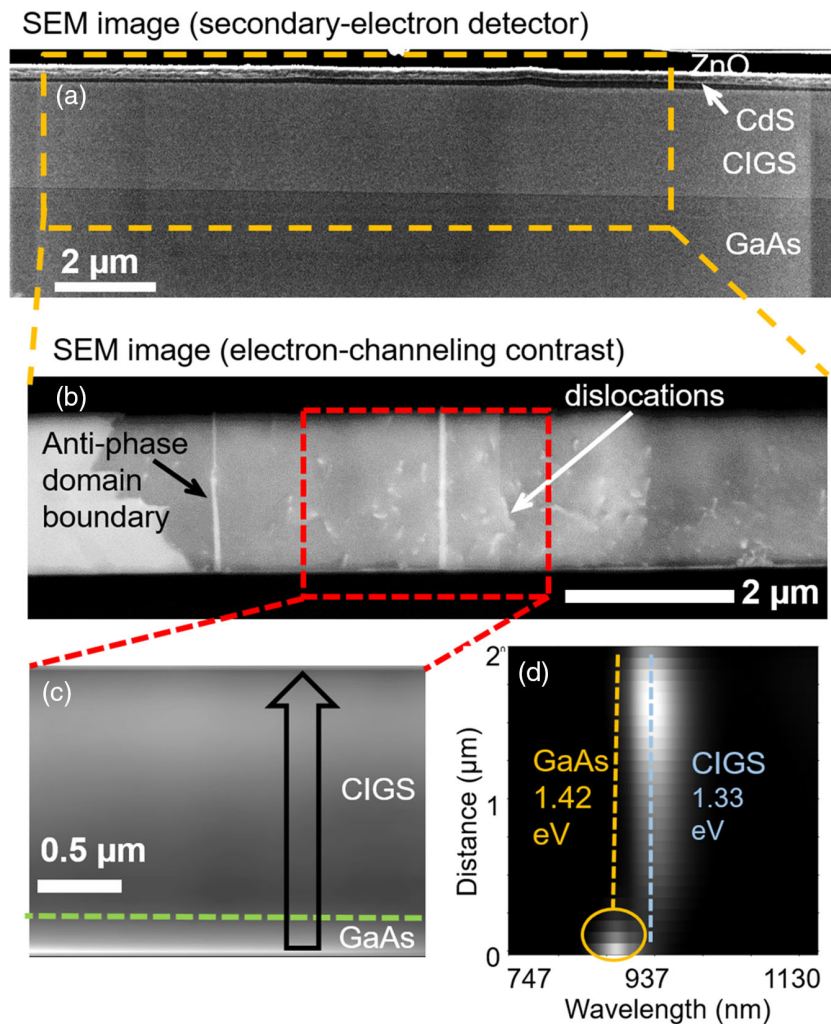 SEM image (secondary-electron detector)
(a)
ZnO
CdS
CIGS
GaAs
2 µm
SEM image (electron-channeling contrast)
(b)
dislocations
Anti-phase
domain
boundary
2 µm
(c)
CIGS
0.5 µm
GaAs
(d)
2
1
0
Distance (µm)
GaAs
1.42
eV
CIGS
1.33
eV
747 937 1130
Wavelength (nm)